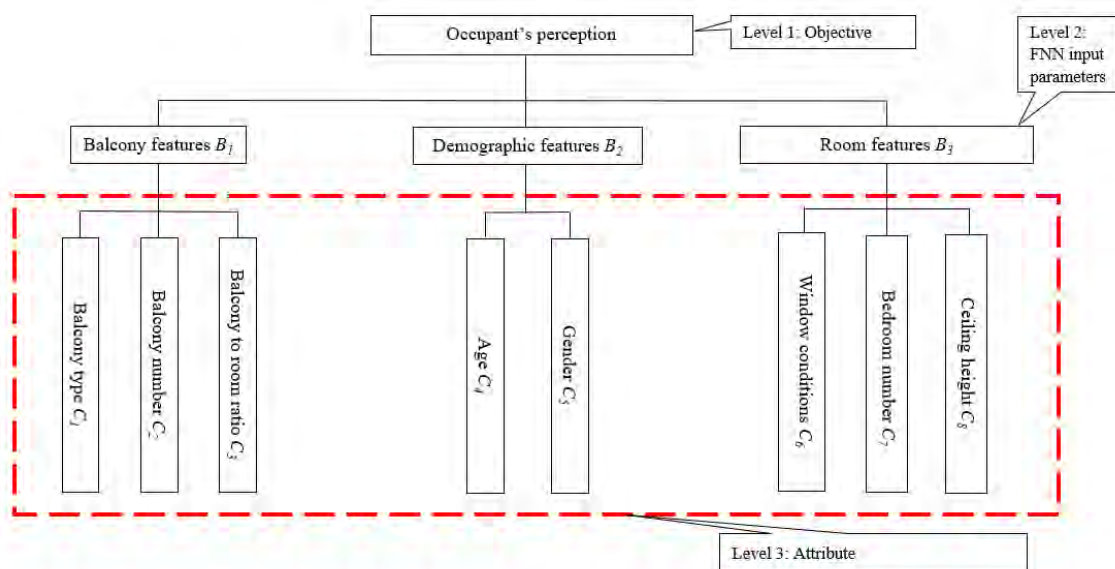 Occupant's perception
Level 1: Objective
Level 2:
FNN input
parameters
Balcony features B₁
Demographic features B₂
Room features B₃
Balcony type C₁
Balcony number C₂
Balcony to room ratio C₃
Age C₄
Gender C₅
Window conditions C₆
Bedroom number C₇
Ceiling height C₈
Level 3: Attribute